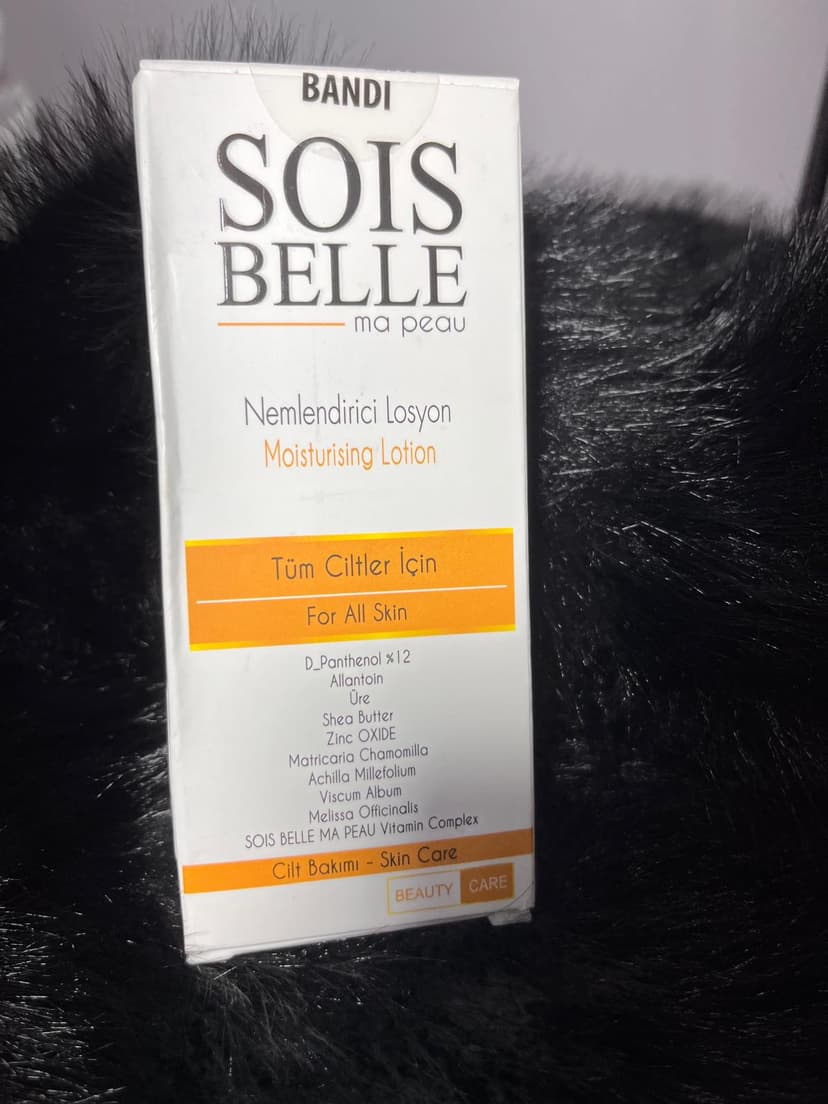 BANDI
SOIS
BELLE
ma peau
Nemlendirici Losyon
Moisturising Lotion
Tüm Ciltler İçin
For All Skin
D_Panthenol %12
Allantoin
Üre
Shea Butter
Zinc OXIDE
Matricaria Chamomilla
Achilla Millefolium
Viscum Album
Melissa Officinalis
SOIS BELLE MA PEAU Vitamin Complex
Cilt Bakımı - Skin Care
BEAUTY CARE